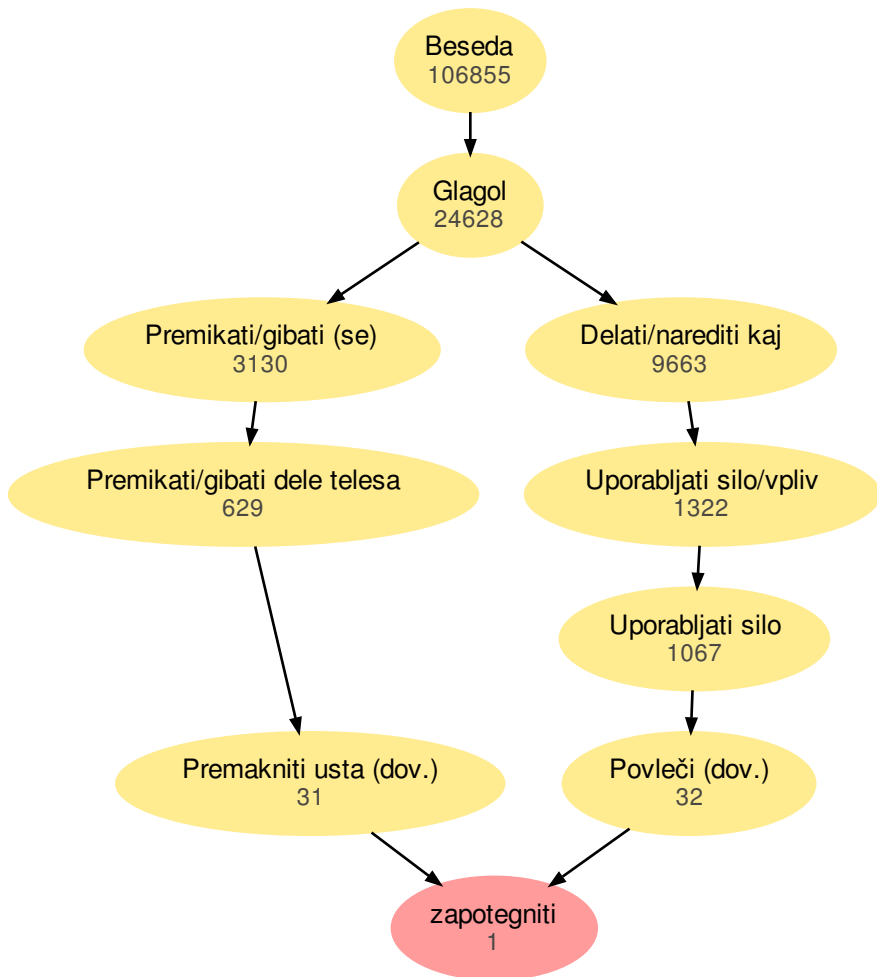 Beseda
106855
Glagol
24628
Premikati/gibati (se)
3130
Delati/narediti kaj
9663
Premikati/gibati dele telesa
629
Uporabljati silo/vpliv
1322
Uporabljati silo
1067
Premakniti usta (dov.)
31
Povleči (dov.)
32
zapotegniti
1